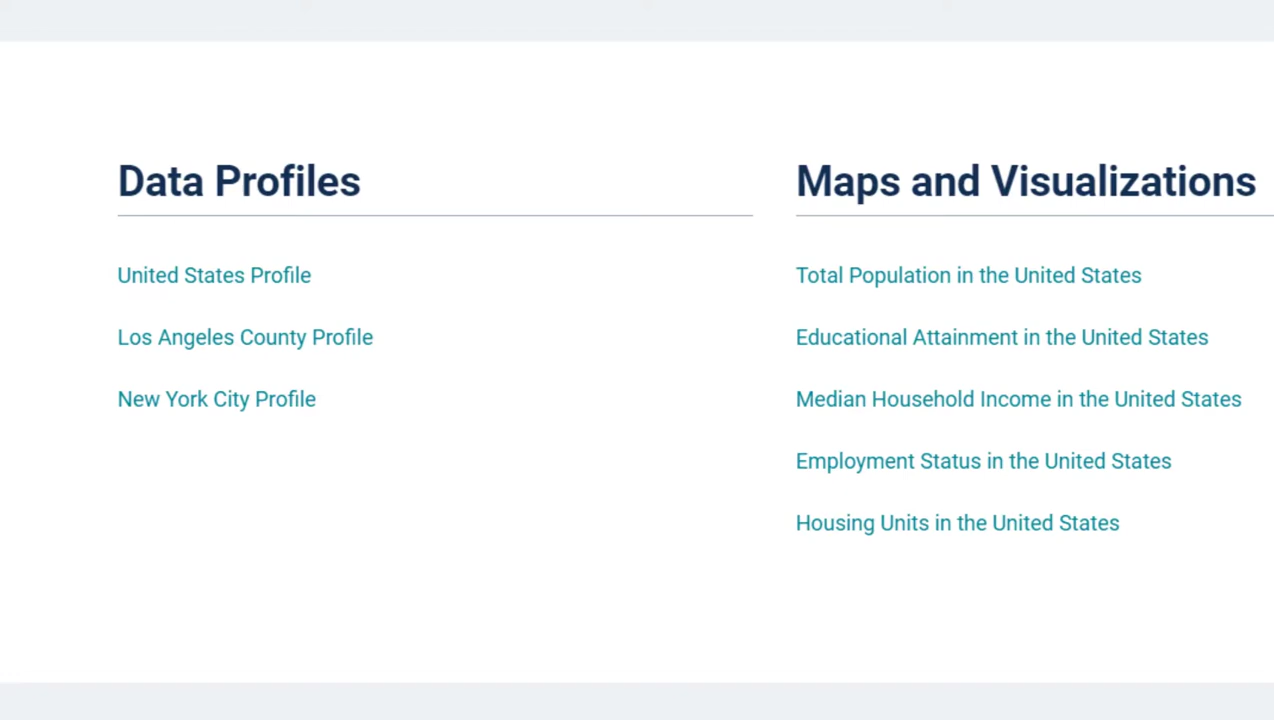 Data Profiles
United States Profile
Los Angeles County Profile
New York City Profile
Maps and Visualizations
Total Population in the United States
Educational Attainment in the United States
Median Household Income in the United States
Employment Status in the United States
Housing Units in the United States